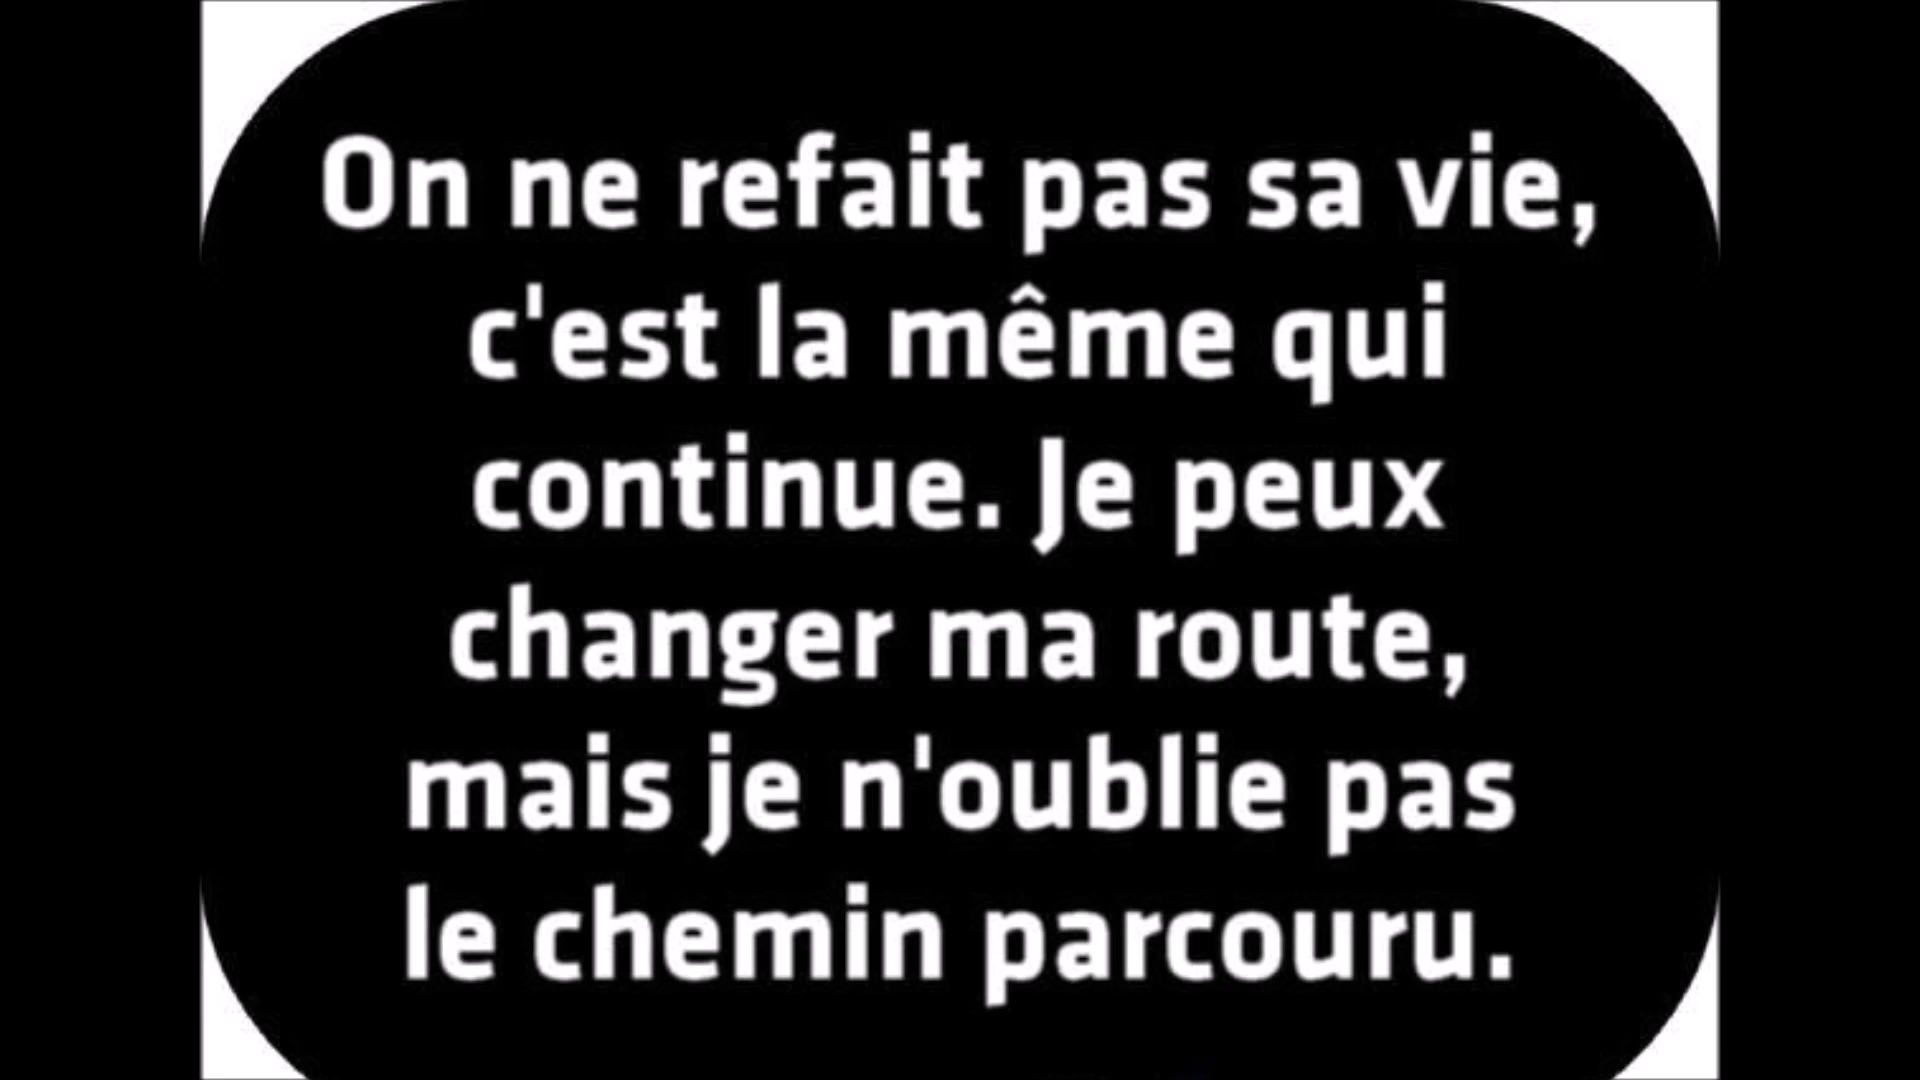 On ne refait pas sa vie,
c'est la même qui
continue. Je peux
changer ma route,
mais je n'oublie pas
le chemin parcouru.